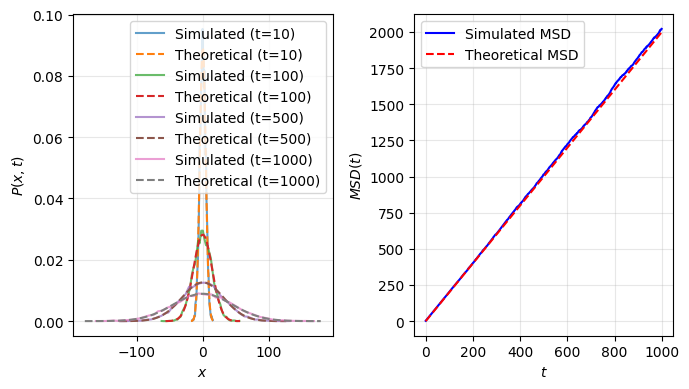 0.10
0.08
0.06
0.04
0.02
0.00
P(x, t)
Simulated (t=10)
Theoretical (t=10)
Simulated (t=100)
Theoretical (t=100)
Simulated (t=500)
Theoretical (t=500)
Simulated (t=1000)
Theoretical (t=1000)
−100 0 100
x
2000
1750
1500
1250
1000
750
500
250
0
MSD(t)
Simulated MSD
Theoretical MSD
0 200 400 600 800 1000
t